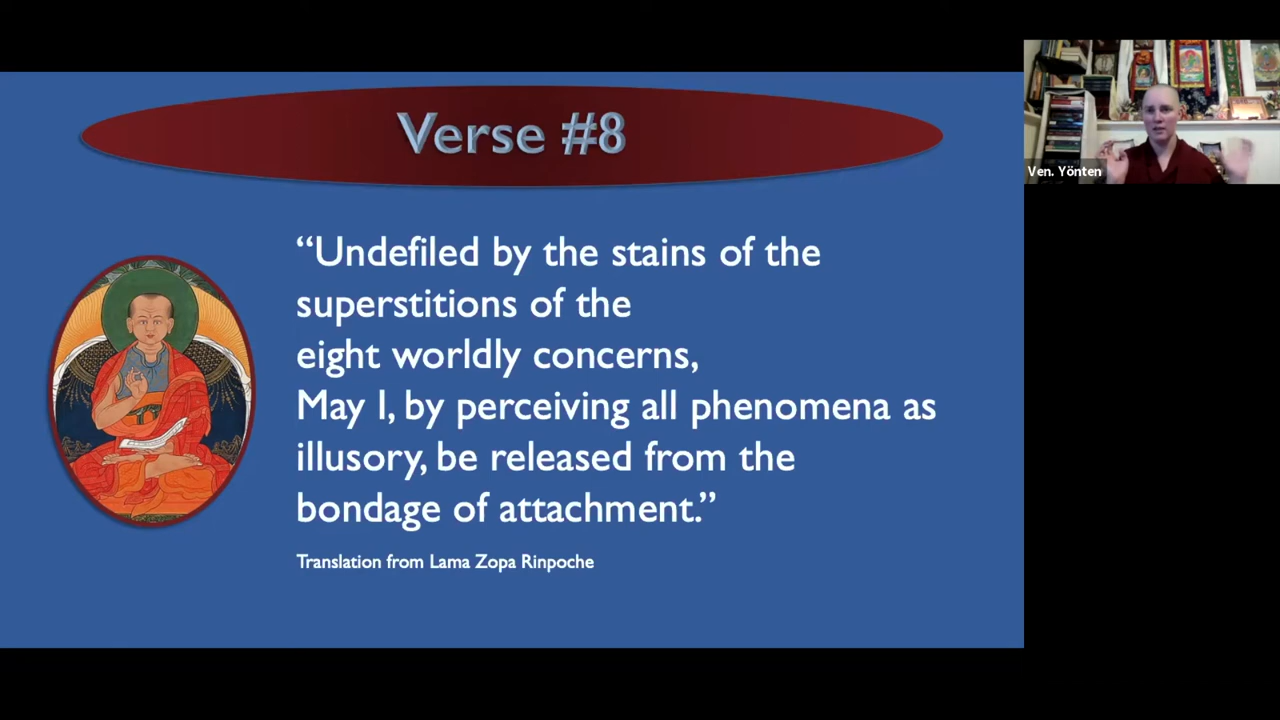 Verse #8
“Undefiled by the stains of the
superstitions of the
eight worldly concerns,
May I, by perceiving all phenomena as
illusory, be released from the
bondage of attachment.”
Translation from Lama Zopa Rinpoche
Ven. Yönten